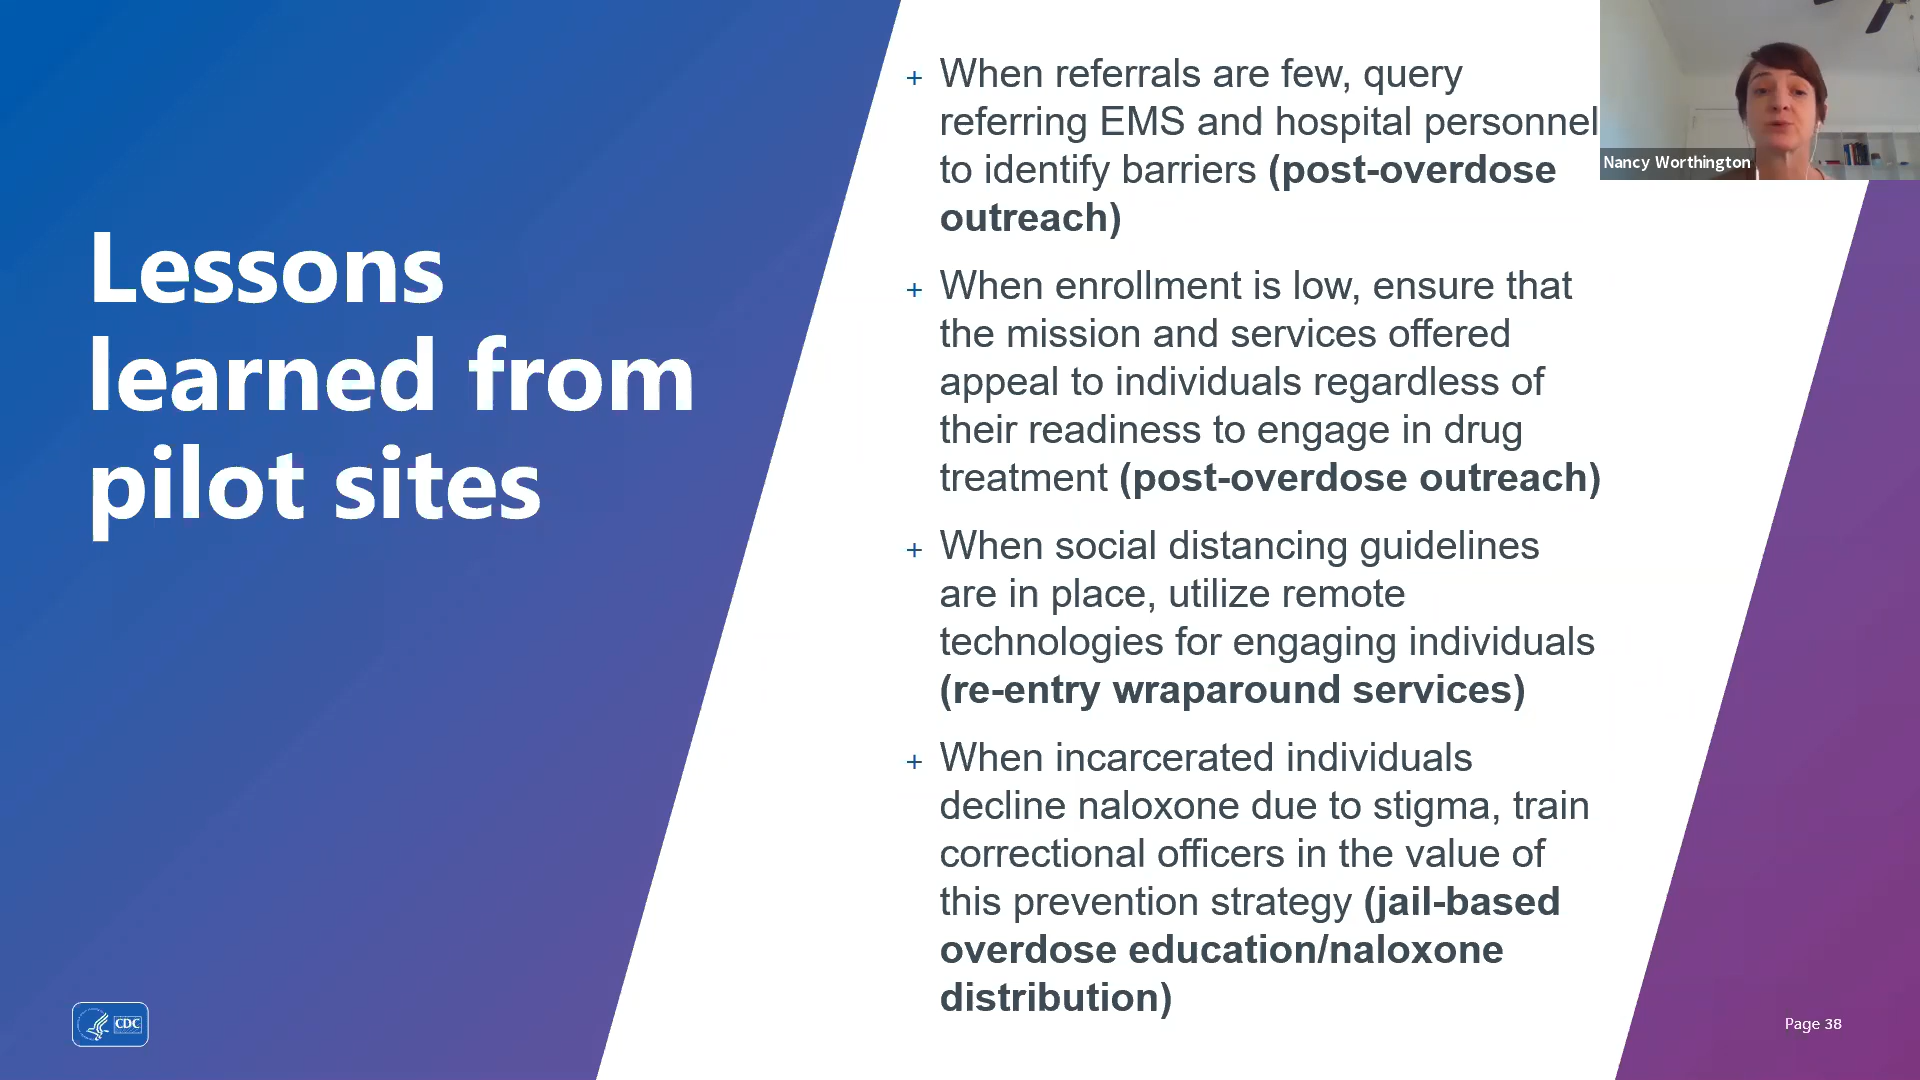 Lessons
learned from
pilot sites
+ When referrals are few, query
referring EMS and hospital personnel
to identify barriers (post-overdose
outreach)
+ When enrollment is low, ensure that
the mission and services offered
appeal to individuals regardless of
their readiness to engage in drug
treatment (post-overdose outreach)
+ When social distancing guidelines
are in place, utilize remote
technologies for engaging individuals
(re-entry wraparound services)
+ When incarcerated individuals
decline naloxone due to stigma, train
correctional officers in the value of
this prevention strategy (jail-based
overdose education/naloxone
distribution)
Nancy Worthington
CDC
Page 38